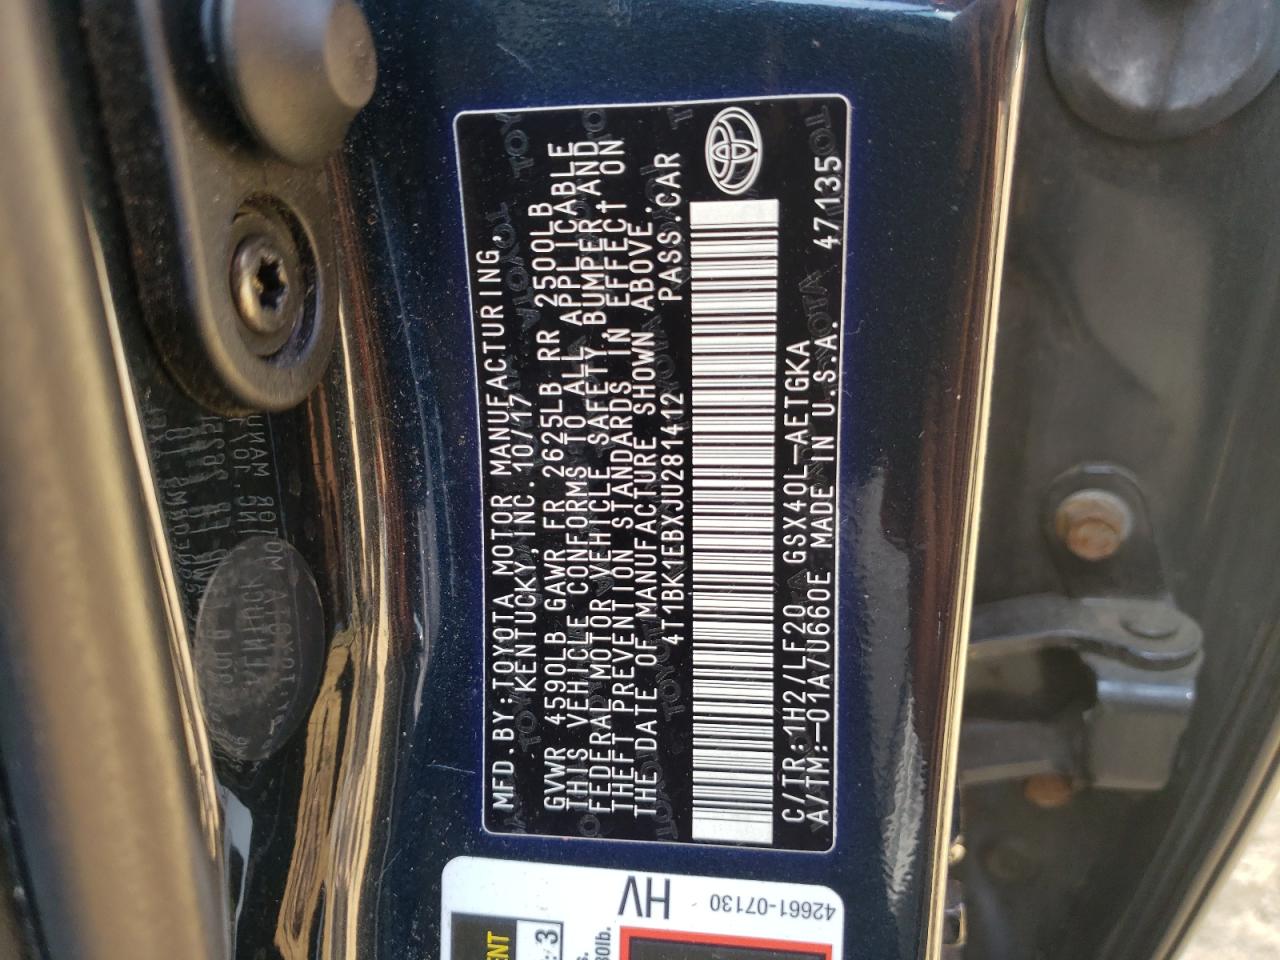 MFD.BY:TOYOTA MOTOR MANUFACTURING,
KENTUCKY,INC. 10/17
GVWR 4590LB GAWR FR 2625LB RR 2500LB
THIS VEHICLE CONFORMS TO ALL APPLICABLE
FEDERAL MOTOR VEHICLE SAFETY,BUMPER,AND
THEFT PREVENTION STANDARDS IN EFFECT ON
THE DATE OF MANUFACTURE SHOWN ABOVE.
4T1BK1EBXJU281412 PASS.CAR
C/TR:1H2/LF20 GSX40L-AETGKA
A/TM:-01A/U660E MADE IN U.S.A. 47135
HV
42661-07130